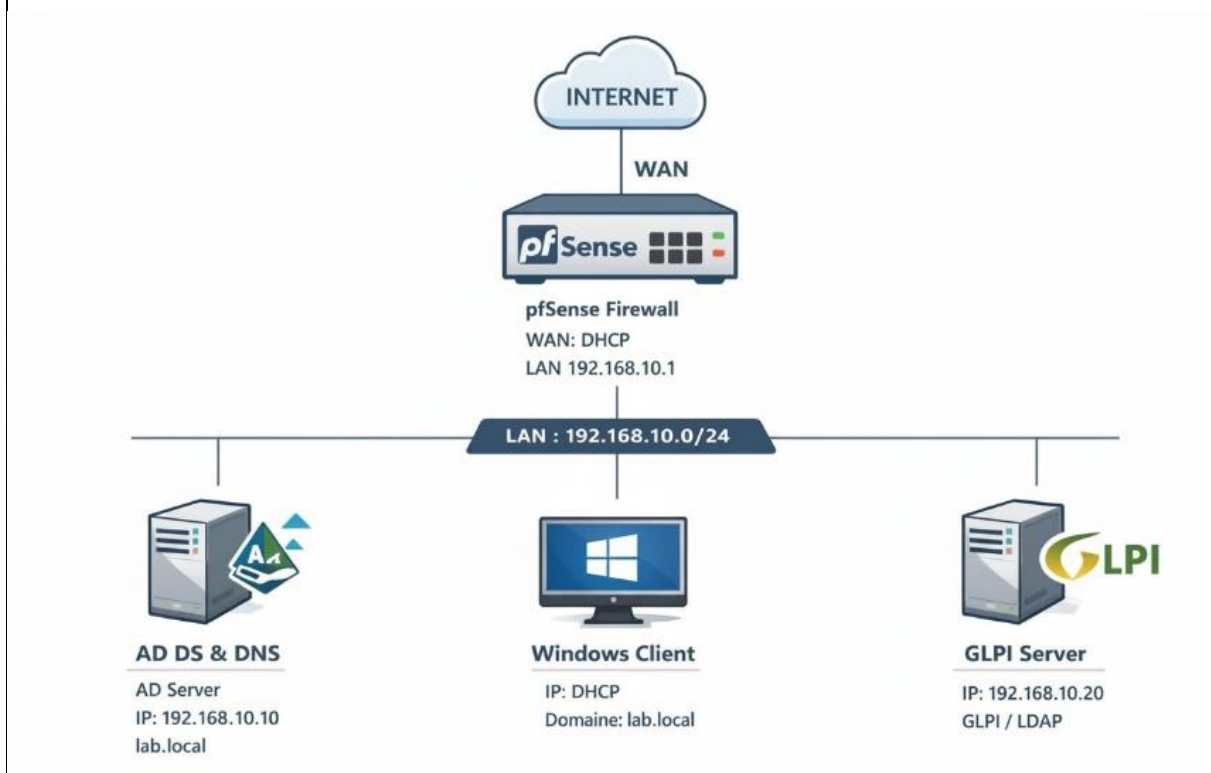 INTERNET
WAN
pfSense
pfSense Firewall
WAN: DHCP
LAN 192.168.10.1
LAN : 192.168.10.0/24
GLPI
AD DS & DNS
AD Server
IP: 192.168.10.10
lab.local
Windows Client
IP: DHCP
Domaine: lab.local
GLPI Server
IP: 192.168.10.20
GLPI / LDAP